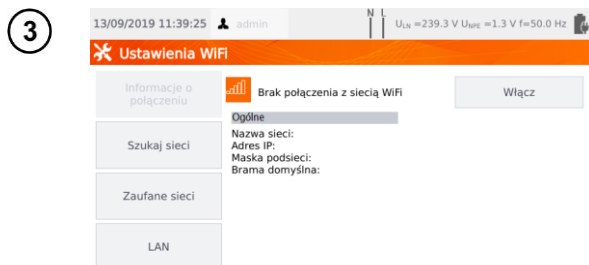 3
13/09/2019 11:39:25 admin N L U_LN =239.3 V U_NPE =1.3 V f=50.0 Hz
Ustawienia WiFi
Informacje o
połączeniu
Brak połączenia z siecią WiFi
Włącz
Ogólne
Nazwa sieci:
Adres IP:
Maska podsieci:
Brama domyślna:
Szukaj sieci
Zaufane sieci
LAN